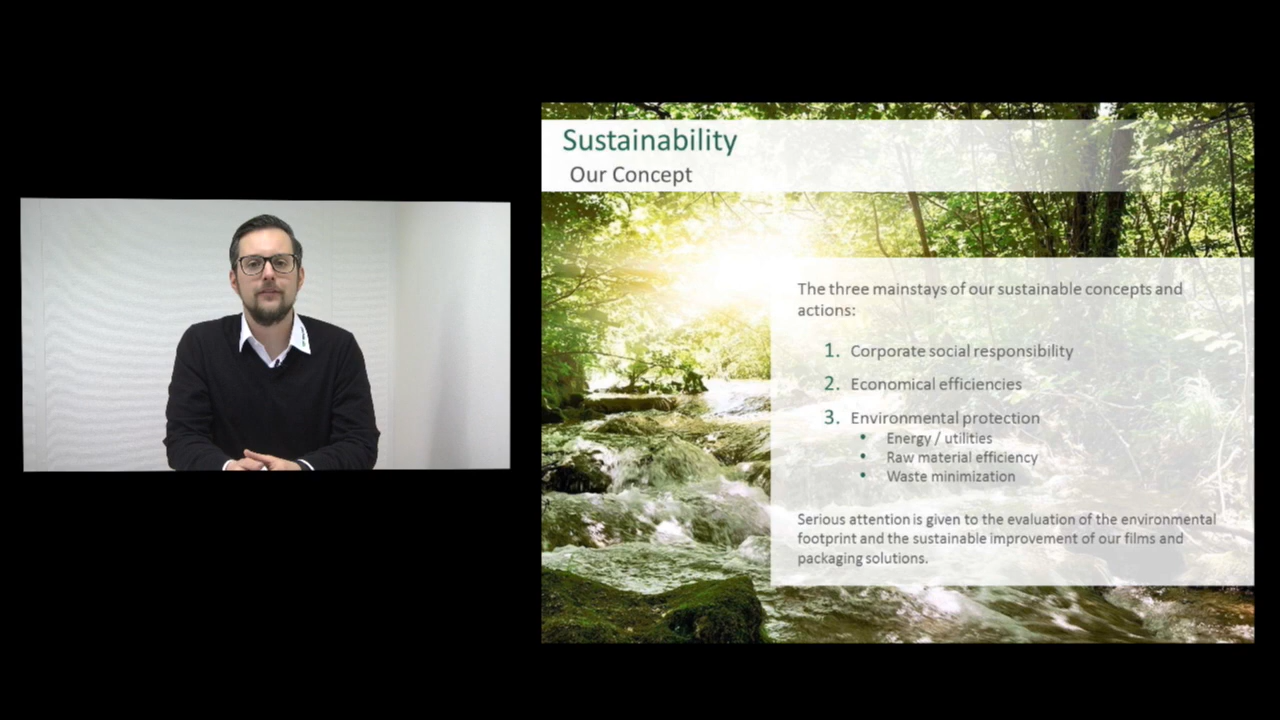 Sustainability
Our Concept
The three mainstays of our sustainable concepts and
actions:
1. Corporate social responsibility
2. Economical efficiencies
3. Environmental protection
• Energy / utilities
• Raw material efficiency
• Waste minimization
Serious attention is given to the evaluation of the environmental
footprint and the sustainable improvement of our films and
packaging solutions.